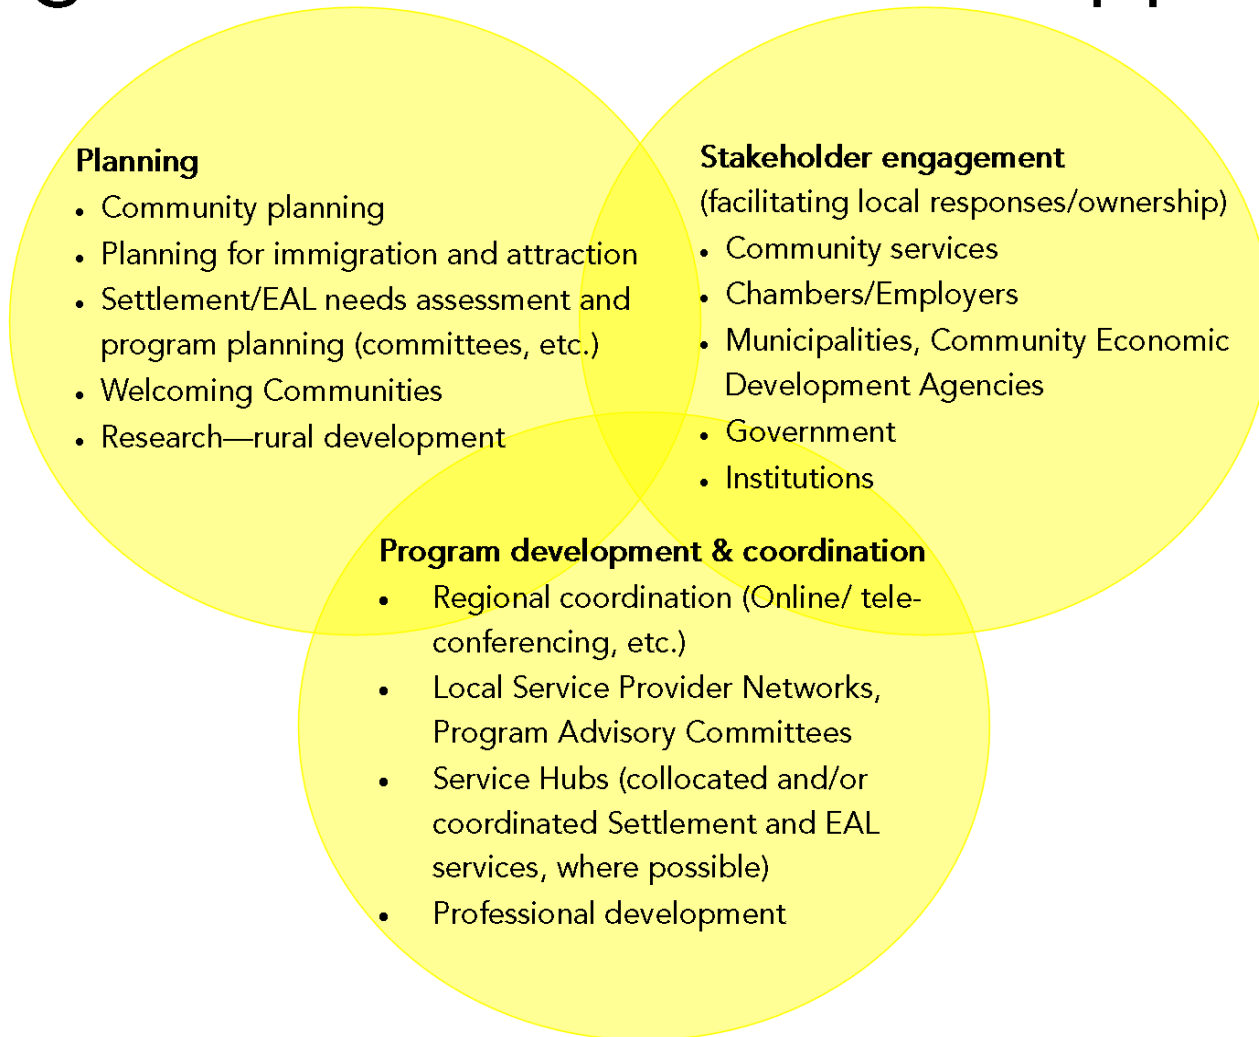 Planning
• Community planning
• Planning for immigration and attraction
• Settlement/EAL needs assessment and
program planning (committees, etc.)
• Welcoming Communities
• Research—rural development
Stakeholder engagement
(facilitating local responses/ownership)
• Community services
• Chambers/Employers
• Municipalities, Community Economic
Development Agencies
• Government
• Institutions
Program development & coordination
• Regional coordination (Online/ tele-
conferencing, etc.)
• Local Service Provider Networks,
Program Advisory Committees
• Service Hubs (collocated and/or
coordinated Settlement and EAL
services, where possible)
• Professional development